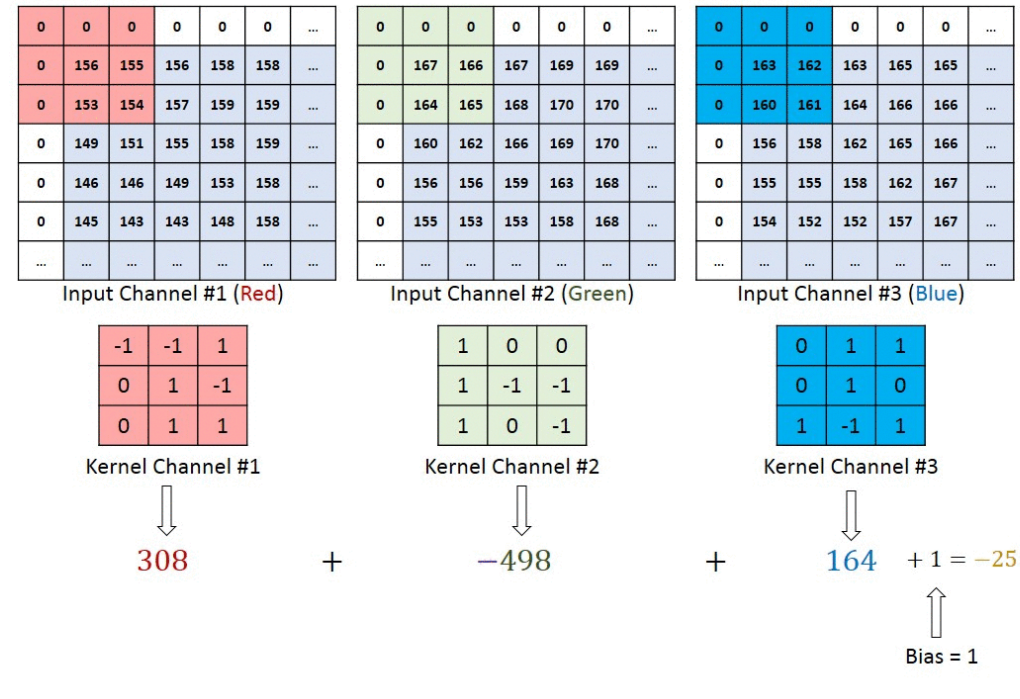 0 0 0 0 0 0 ... 0 0 0 0 0 0 ... 0 0 0 0 0 0 ...
0 156 155 156 158 158 ... 0 167 166 167 169 169 ... 0 163 162 163 165 165 ...
0 153 154 157 159 159 ... 0 164 165 168 170 170 ... 0 160 161 164 166 166 ...
0 149 151 155 158 159 ... 0 160 162 166 169 170 ... 0 156 158 162 165 166 ...
0 146 146 149 153 158 ... 0 156 156 159 163 168 ... 0 155 155 158 162 167 ...
0 145 143 143 148 158 ... 0 155 153 153 158 168 ... 0 154 152 152 157 167 ...
... ... ... ... ... ... ... ... ... ... ... ... ... ... ... ... ... ... ... ... ...
Input Channel #1 (Red) Input Channel #2 (Green) Input Channel #3 (Blue)
-1 -1 1 1 0 0 0 1 1
0 1 -1 1 -1 -1 0 1 0
0 1 1 1 0 -1 1 -1 1
Kernel Channel #1 Kernel Channel #2 Kernel Channel #3
308 + −498 + 164 + 1 = −25
Bias = 1